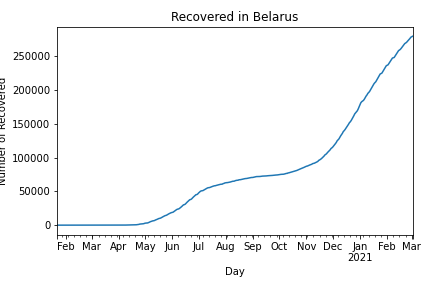 Recovered in Belarus
Number of Recovered
250000
200000
150000
100000
50000
0
Feb Mar Apr May Jun Jul Aug Sep Oct Nov Dec Jan Feb Mar
2021
Day